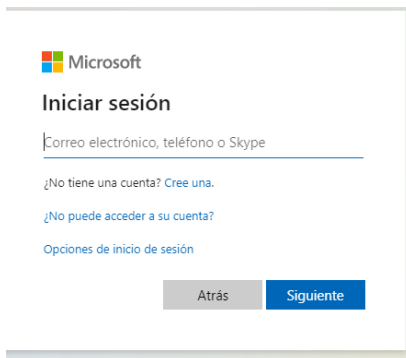 Microsoft
Iniciar sesión
Correo electrónico, teléfono o Skype
¿No tiene una cuenta? Cree una.
¿No puede acceder a su cuenta?
Opciones de inicio de sesión
Atrás Siguiente